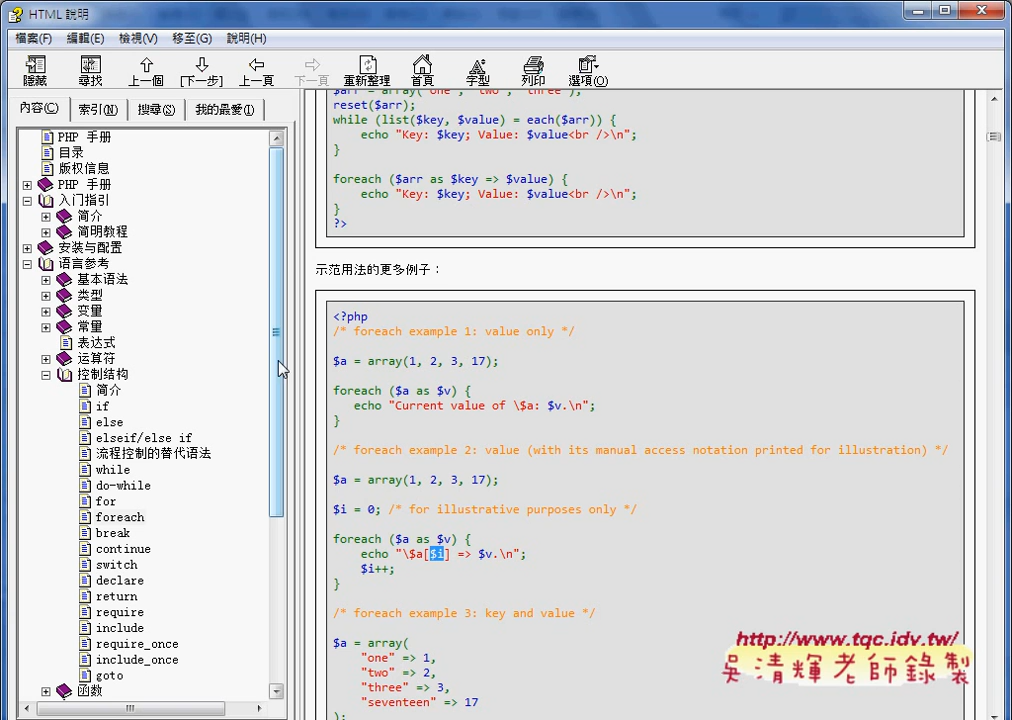 HTML 說明
檔案(F) 編輯(E) 檢視(V) 移至(G) 說明(H)
隱藏 尋找 上一個 [下一步] 上一頁 下一頁 重新整理 首頁 字型 列印 選項(O)
內容(C) 索引(N) 搜尋(S) 我的最愛(I)
PHP 手册
目录
版权信息
PHP 手册
入门指引
简介
简明教程
安装与配置
语言参考
基本语法
类型
变量
常量
表达式
运算符
控制结构
简介
if
else
elseif/else if
流程控制的替代语法
while
do-while
for
foreach
break
continue
switch
declare
return
require
include
require_once
include_once
goto
函数
$arr = array("one", "two", "three");
reset($arr);
while (list($key, $value) = each($arr)) {
echo "Key: $key; Value: $value<br />\n";
}
foreach ($arr as $key => $value) {
echo "Key: $key; Value: $value<br />\n";
}
?>
示范用法的更多例子：
<?php
/* foreach example 1: value only */
$a = array(1, 2, 3, 17);
foreach ($a as $v) {
echo "Current value of \$a: $v.\n";
}
/* foreach example 2: value (with its manual access notation printed for illustration) */
$a = array(1, 2, 3, 17);
$i = 0; /* for illustrative purposes only */
foreach ($a as $v) {
echo "\$a[$i] => $v.\n";
$i++;
}
/* foreach example 3: key and value */
$a = array(
"one" => 1,
"two" => 2,
"three" => 3,
"seventeen" => 17
);
http://www.tqc.idv.tw/
吳清輝老師錄製